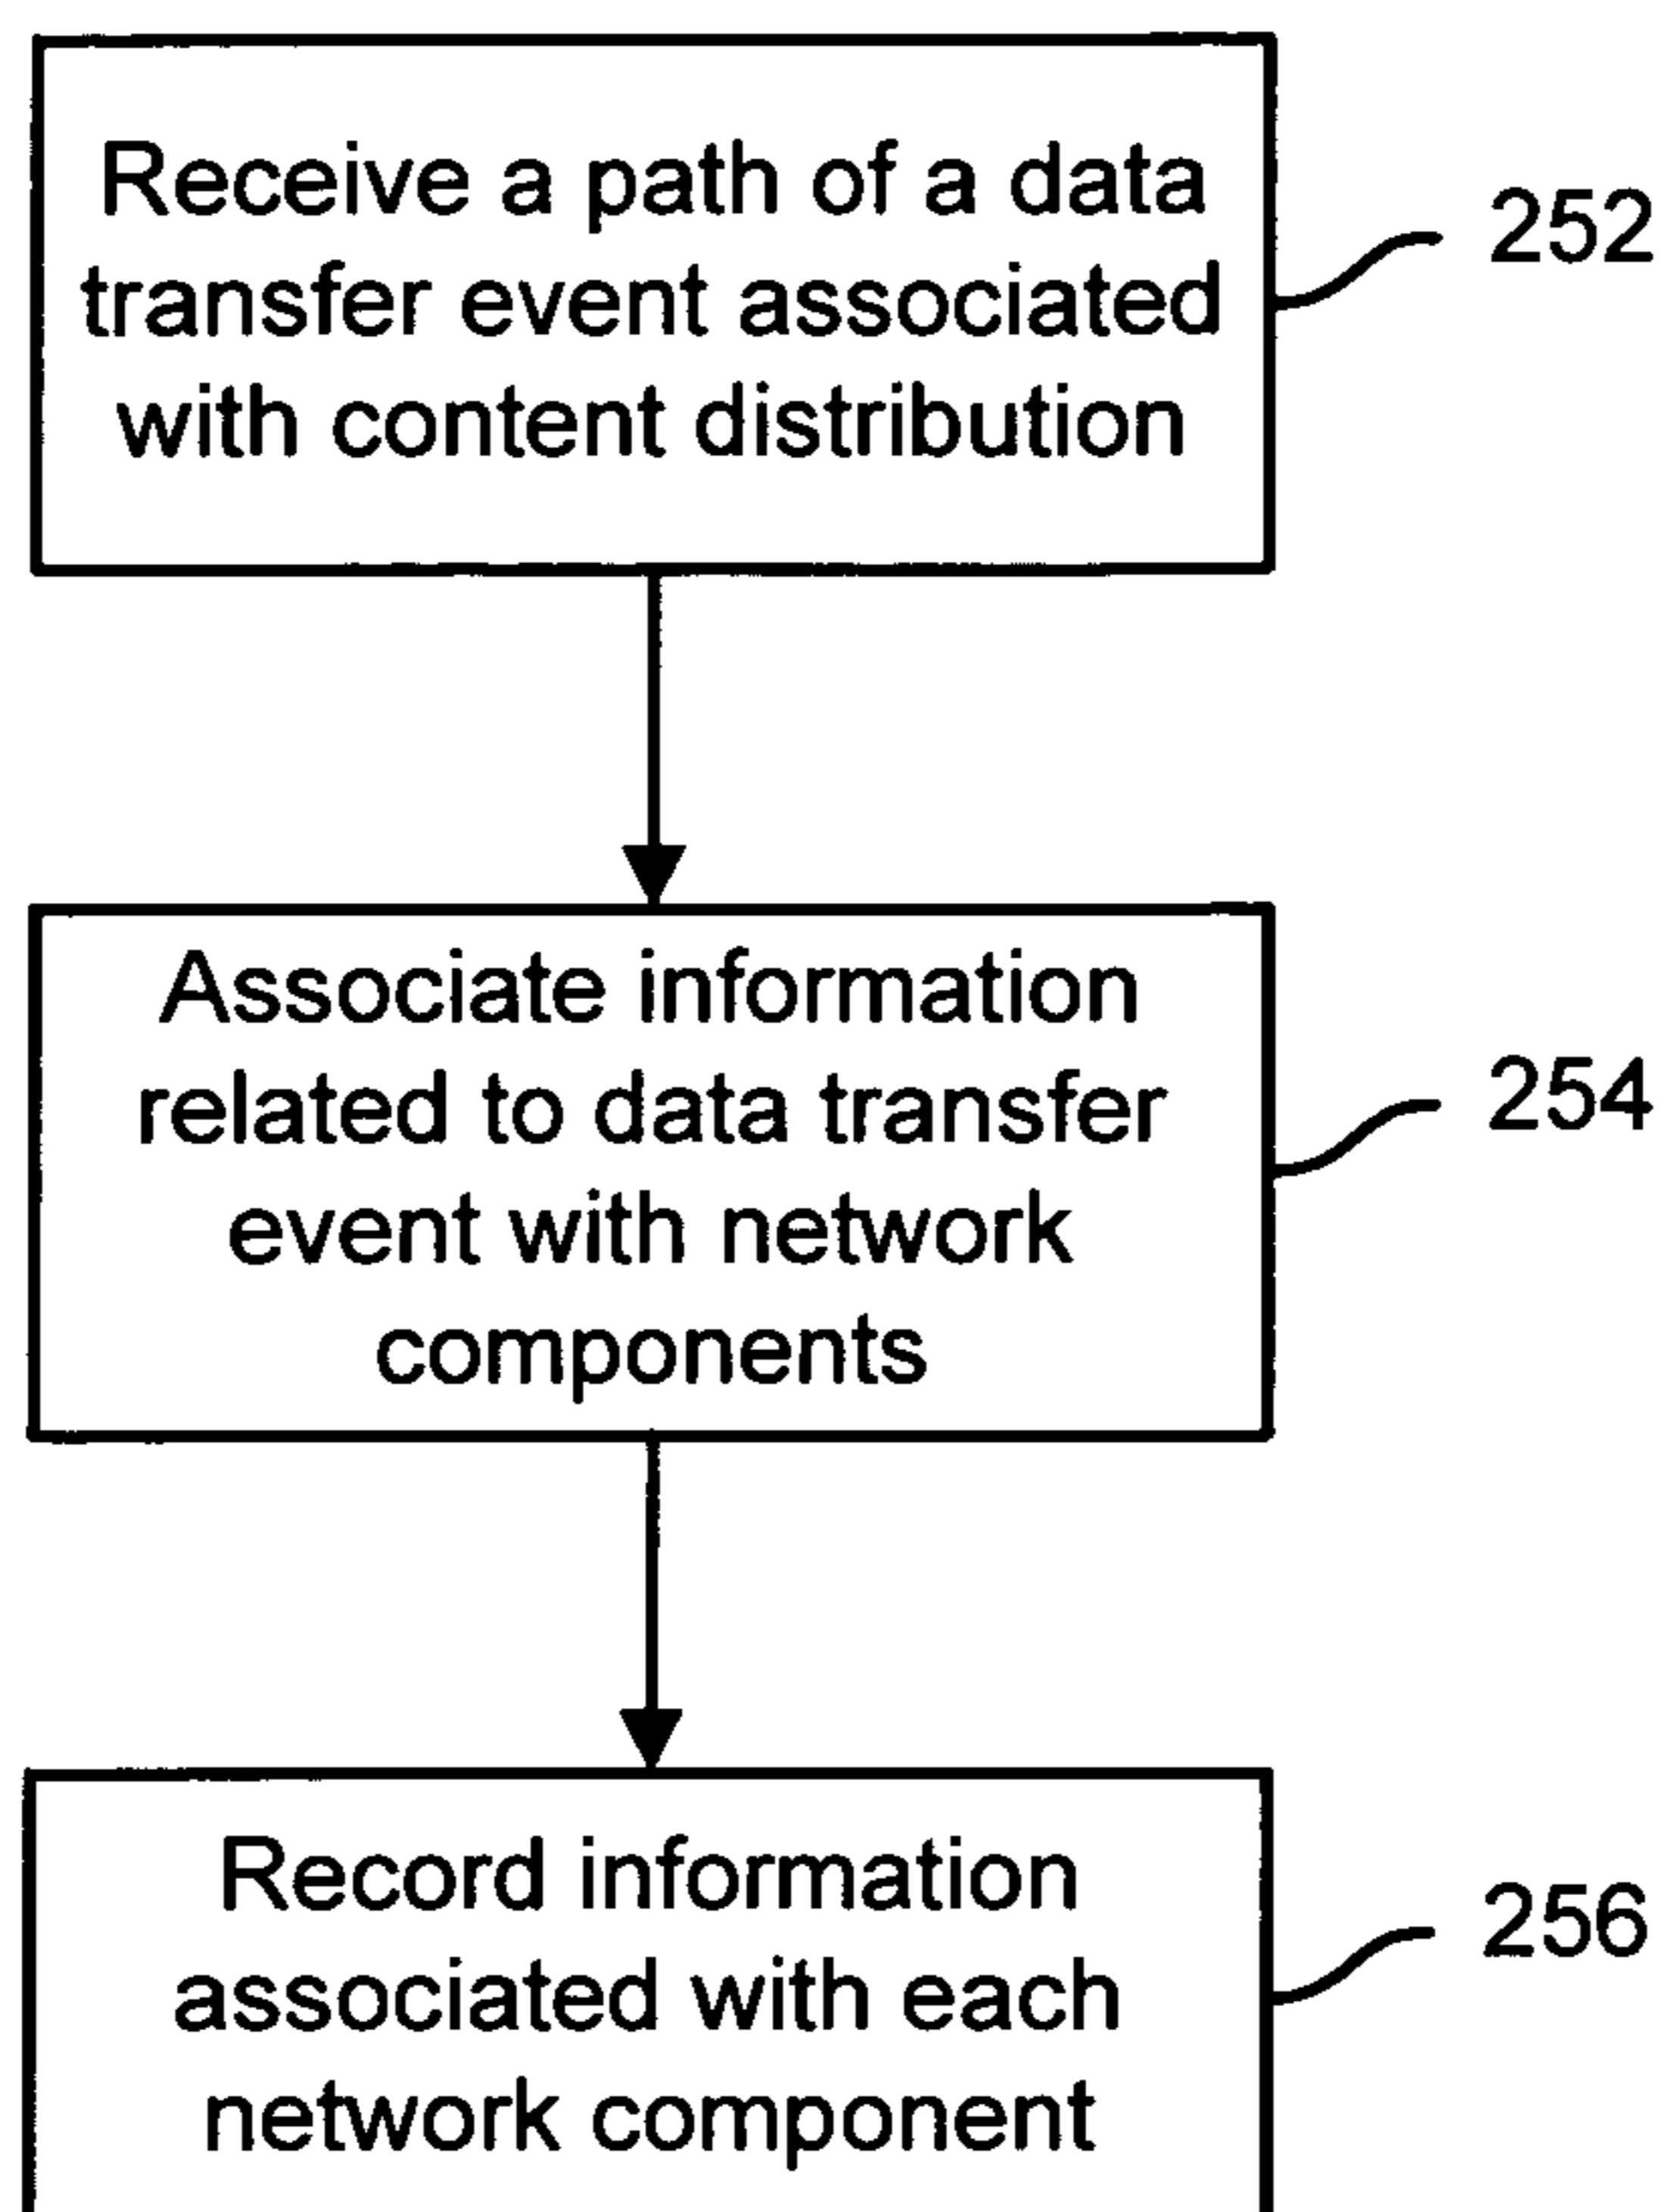 Receive a path of a data
transfer event associated
with content distribution
252
Associate information
related to data transfer
event with network
components
254
Record information
associated with each
network component
256